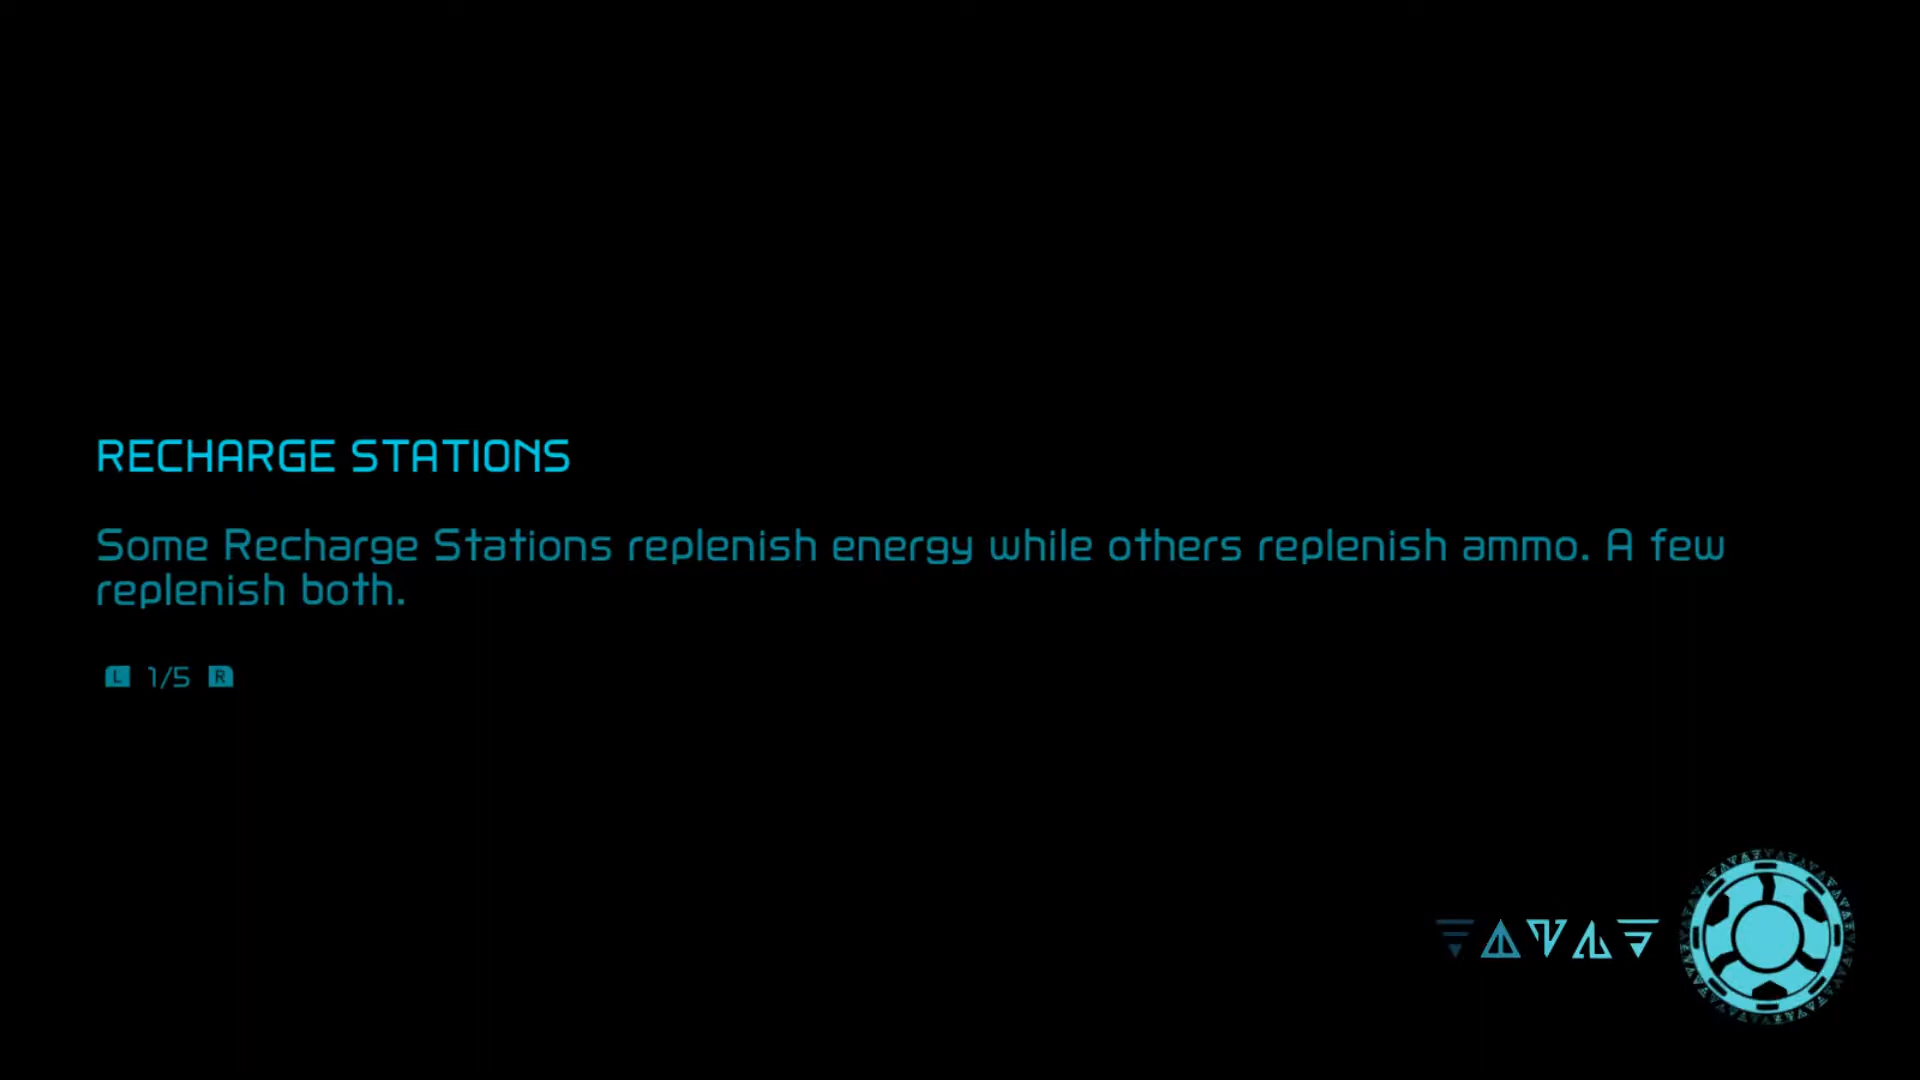 RECHARGE STATIONS
Some Recharge Stations replenish energy while others replenish ammo. A few
replenish both.
L 1/5 R